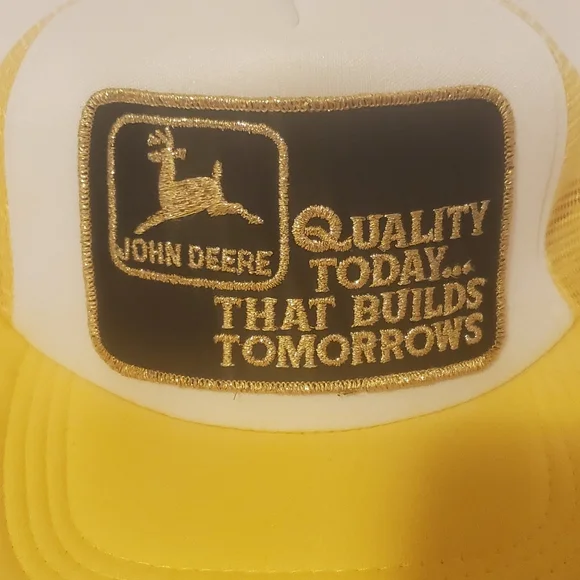 JOHN DEERE
QUALITY
TODAY...
THAT BUILDS
TOMORROWS